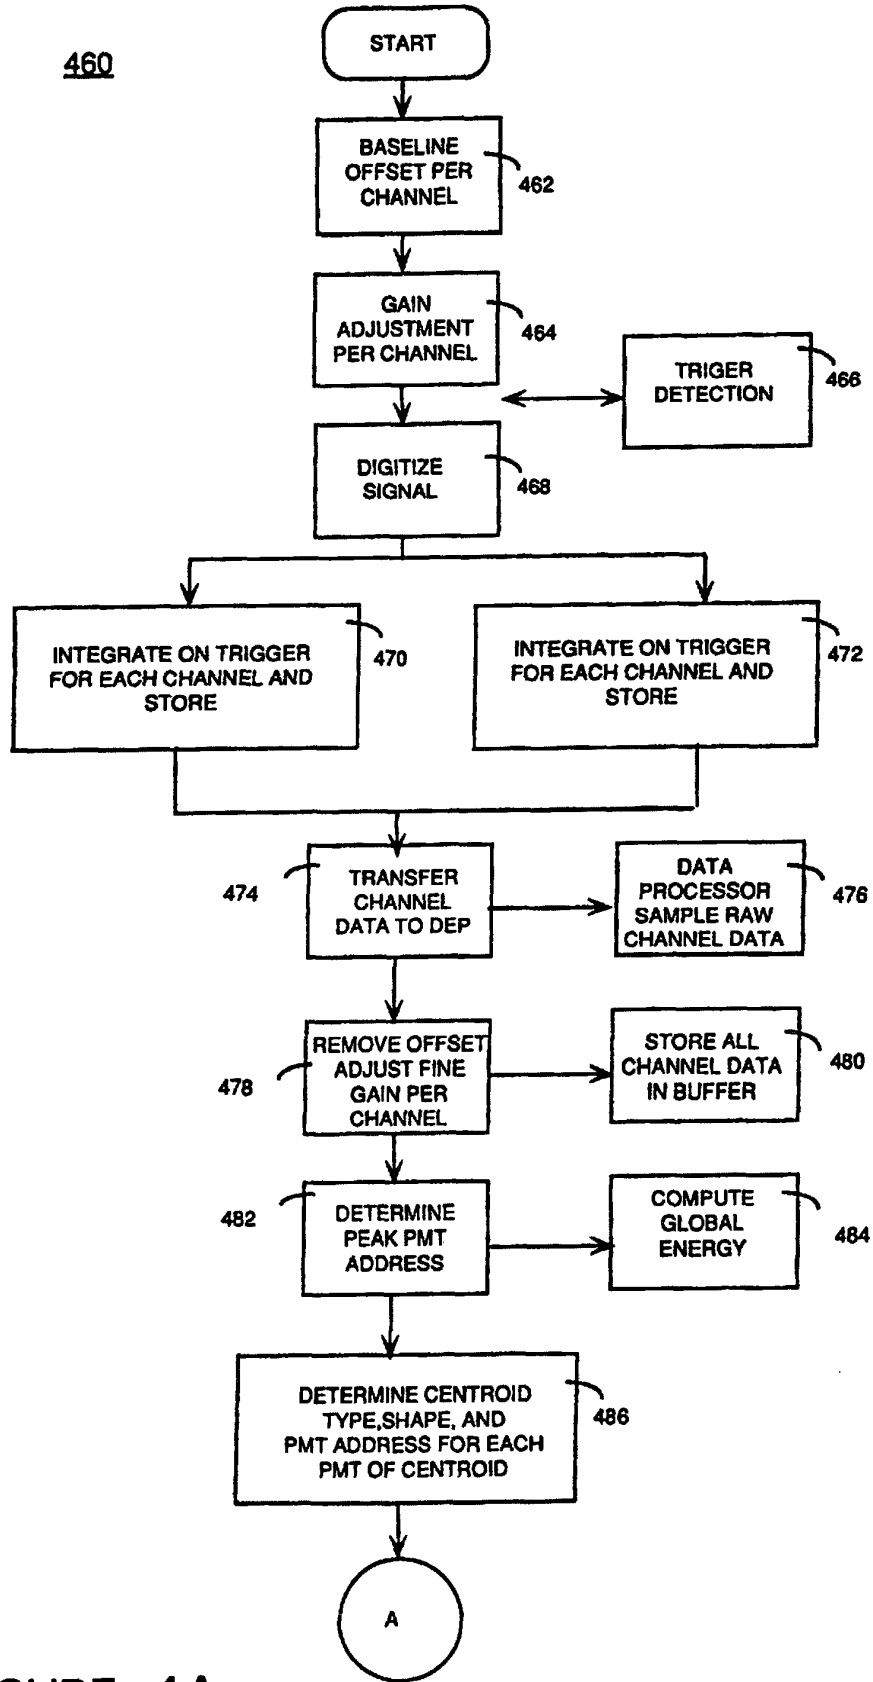 460
START
BASELINE
OFFSET PER
CHANNEL
462
GAIN
ADJUSTMENT
PER CHANNEL
464
TRIGER
DETECTION
466
DIGITIZE
SIGNAL
468
INTEGRATE ON TRIGGER
FOR EACH CHANNEL AND
STORE
470
INTEGRATE ON TRIGGER
FOR EACH CHANNEL AND
STORE
472
474
TRANSFER
CHANNEL
DATA TO DEP
DATA
PROCESSOR
SAMPLE RAW
CHANNEL DATA
476
478
REMOVE OFFSET
ADJUST FINE
GAIN PER
CHANNEL
STORE ALL
CHANNEL DATA
IN BUFFER
480
482
DETERMINE
PEAK PMT
ADDRESS
COMPUTE
GLOBAL
ENERGY
484
DETERMINE CENTROID
TYPE,SHAPE, AND
PMT ADDRESS FOR EACH
PMT OF CENTROID
486
A